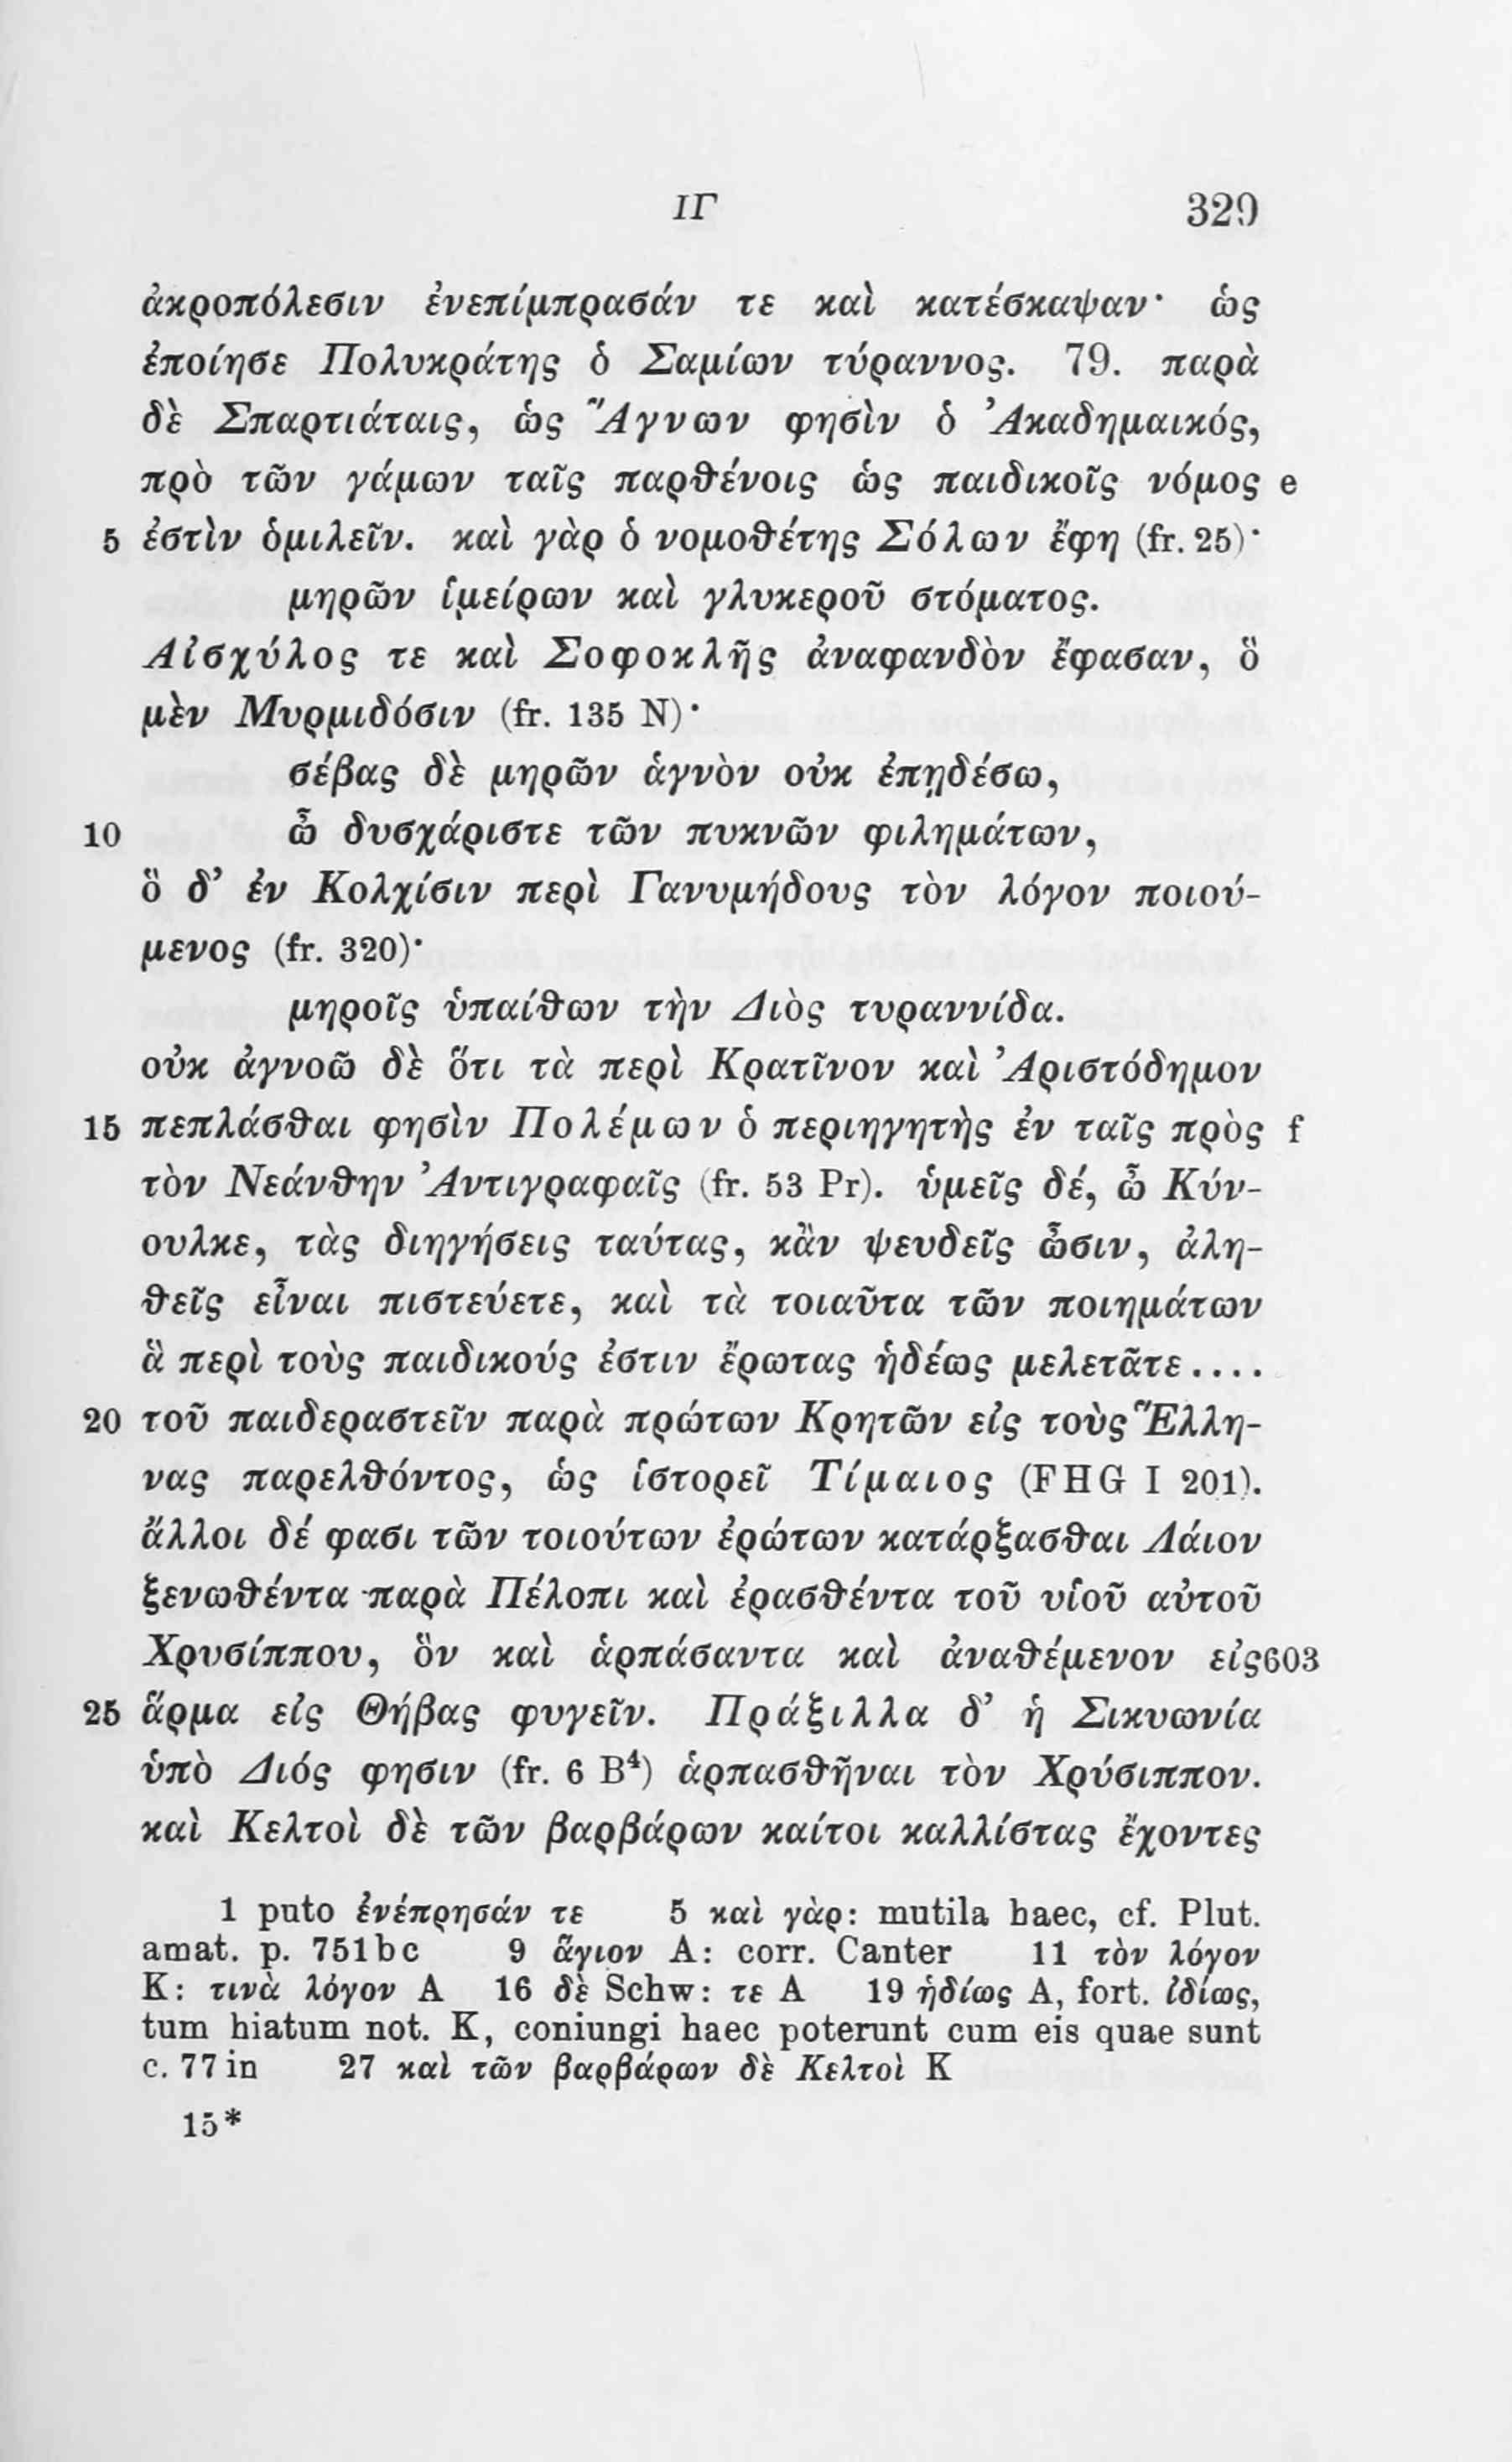 ΙΓ 329
ἀκροπόλεσιν ἐνεπίμπρασάν τε καὶ κατέσκαψαν· ὡς
ἐποίησε Πολυκράτης ὁ Σαμίων τύραννος. 79. παρὰ
δὲ Σπαρτιάταις, ὡς Ἅγνων φησὶν ὁ Ἀκαδημαικός,
πρὸ τῶν γάμων ταῖς παρθένοις ὡς παιδικοῖς νόμος e
5 ἐστὶν ὁμιλεῖν. καὶ γὰρ ὁ νομοθέτης Σόλων ἔφη (fr. 25)·
μηρῶν ἱμείρων καὶ γλυκεροῦ στόματος.
Αἰσχύλος τε καὶ Σοφοκλῆς ἀναφανδὸν ἔφασαν, ὃ
μὲν Μυρμιδόσιν (fr. 135 N)·
σέβας δὲ μηρῶν ἁγνὸν οὐκ ἐπῃδέσω,
10 ὦ δυσχάριστε τῶν πυκνῶν φιλημάτων,
ὃ δ’ ἐν Κολχίσιν περὶ Γανυμήδους τὸν λόγον ποιού-
μενος (fr. 320)·
μηροῖς ὑπαίθων τὴν Διὸς τυραννίδα.
οὐκ ἀγνοῶ δὲ ὅτι τὰ περὶ Κρατῖνον καὶ Ἀριστόδημον
15 πεπλάσθαι φησὶν Πολέμων ὁ περιηγητὴς ἐν ταῖς πρὸς f
τὸν Νεάνθην Ἀντιγραφαῖς (fr. 53 Pr). ὑμεῖς δέ, ὦ Κύν-
ουλκε, τὰς διηγήσεις ταύτας, κἂν ψευδεῖς ὦσιν, ἀλη-
θεῖς εἶναι πιστεύετε, καὶ τὰ τοιαῦτα τῶν ποιημάτων
ἃ περὶ τοὺς παιδικούς ἐστιν ἔρωτας ἡδέως μελετᾶτε....
20 τοῦ παιδεραστεῖν παρὰ πρώτων Κρητῶν εἰς τοὺς Ἕλλη-
νας παρελθόντος, ὡς ἱστορεῖ Τίμαιος (FHG I 201).
ἄλλοι δέ φασι τῶν τοιούτων ἐρώτων κατάρξασθαι Λάιον
ξενωθέντα παρὰ Πέλοπι καὶ ἐρασθέντα τοῦ υἱοῦ αὐτοῦ
Χρυσίππου, ὃν καὶ ἁρπάσαντα καὶ ἀναθέμενον εἰς 603
25 ἅρμα εἰς Θήβας φυγεῖν. Πράξιλλα δ’ ἡ Σικυωνία
ὑπὸ Διός φησιν (fr. 6 B⁴) ἁρπασθῆναι τὸν Χρύσιππον.
καὶ Κελτοὶ δὲ τῶν βαρβάρων καίτοι καλλίστας ἔχοντες
1 puto ἐνέπρησάν τε 5 καὶ γὰρ: mutila haec, cf. Plut.
amat. p. 751bc 9 ἅγιον A: corr. Canter 11 τὸν λόγον
K: τινὰ λόγον A 16 δὲ Schw: τε A 19 ἡδίως A, fort. ἰδίως,
tum hiatum not. K, coniungi haec poterunt cum eis quae sunt
c. 77 in 27 καὶ τῶν βαρβάρων δὲ Κελτοὶ K
15*